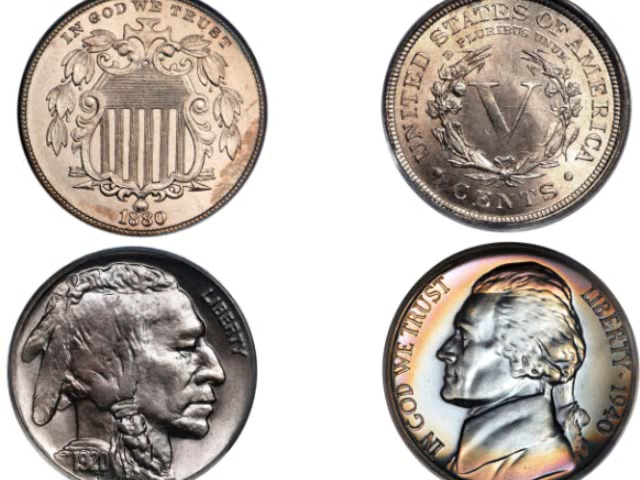 IN GOD WE TRUST
1880
UNITED STATES OF AMERICA
E PLURIBUS UNUM
V
CENTS
LIBERTY
1920
IN GOD WE TRUST
LIBERTY · 1940